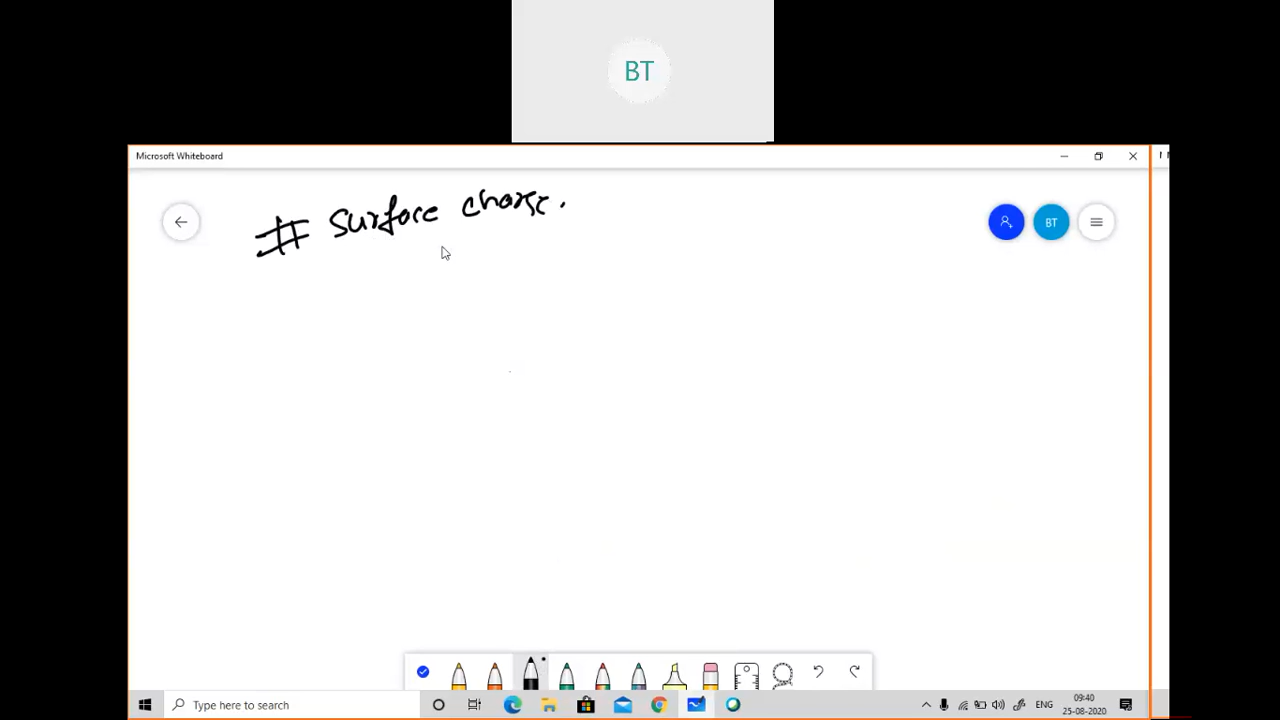 BT
Microsoft Whiteboard
# Surface charge.
BT
Type here to search
ENG
09:40
25-08-2020